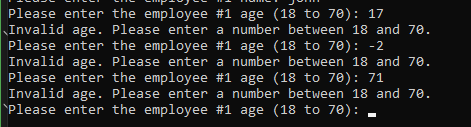 Please enter the employee #1 name: john
Please enter the employee #1 age (18 to 70): 17
Invalid age. Please enter a number between 18 and 70.
Please enter the employee #1 age (18 to 70): -2
Invalid age. Please enter a number between 18 and 70.
Please enter the employee #1 age (18 to 70): 71
Invalid age. Please enter a number between 18 and 70.
Please enter the employee #1 age (18 to 70):